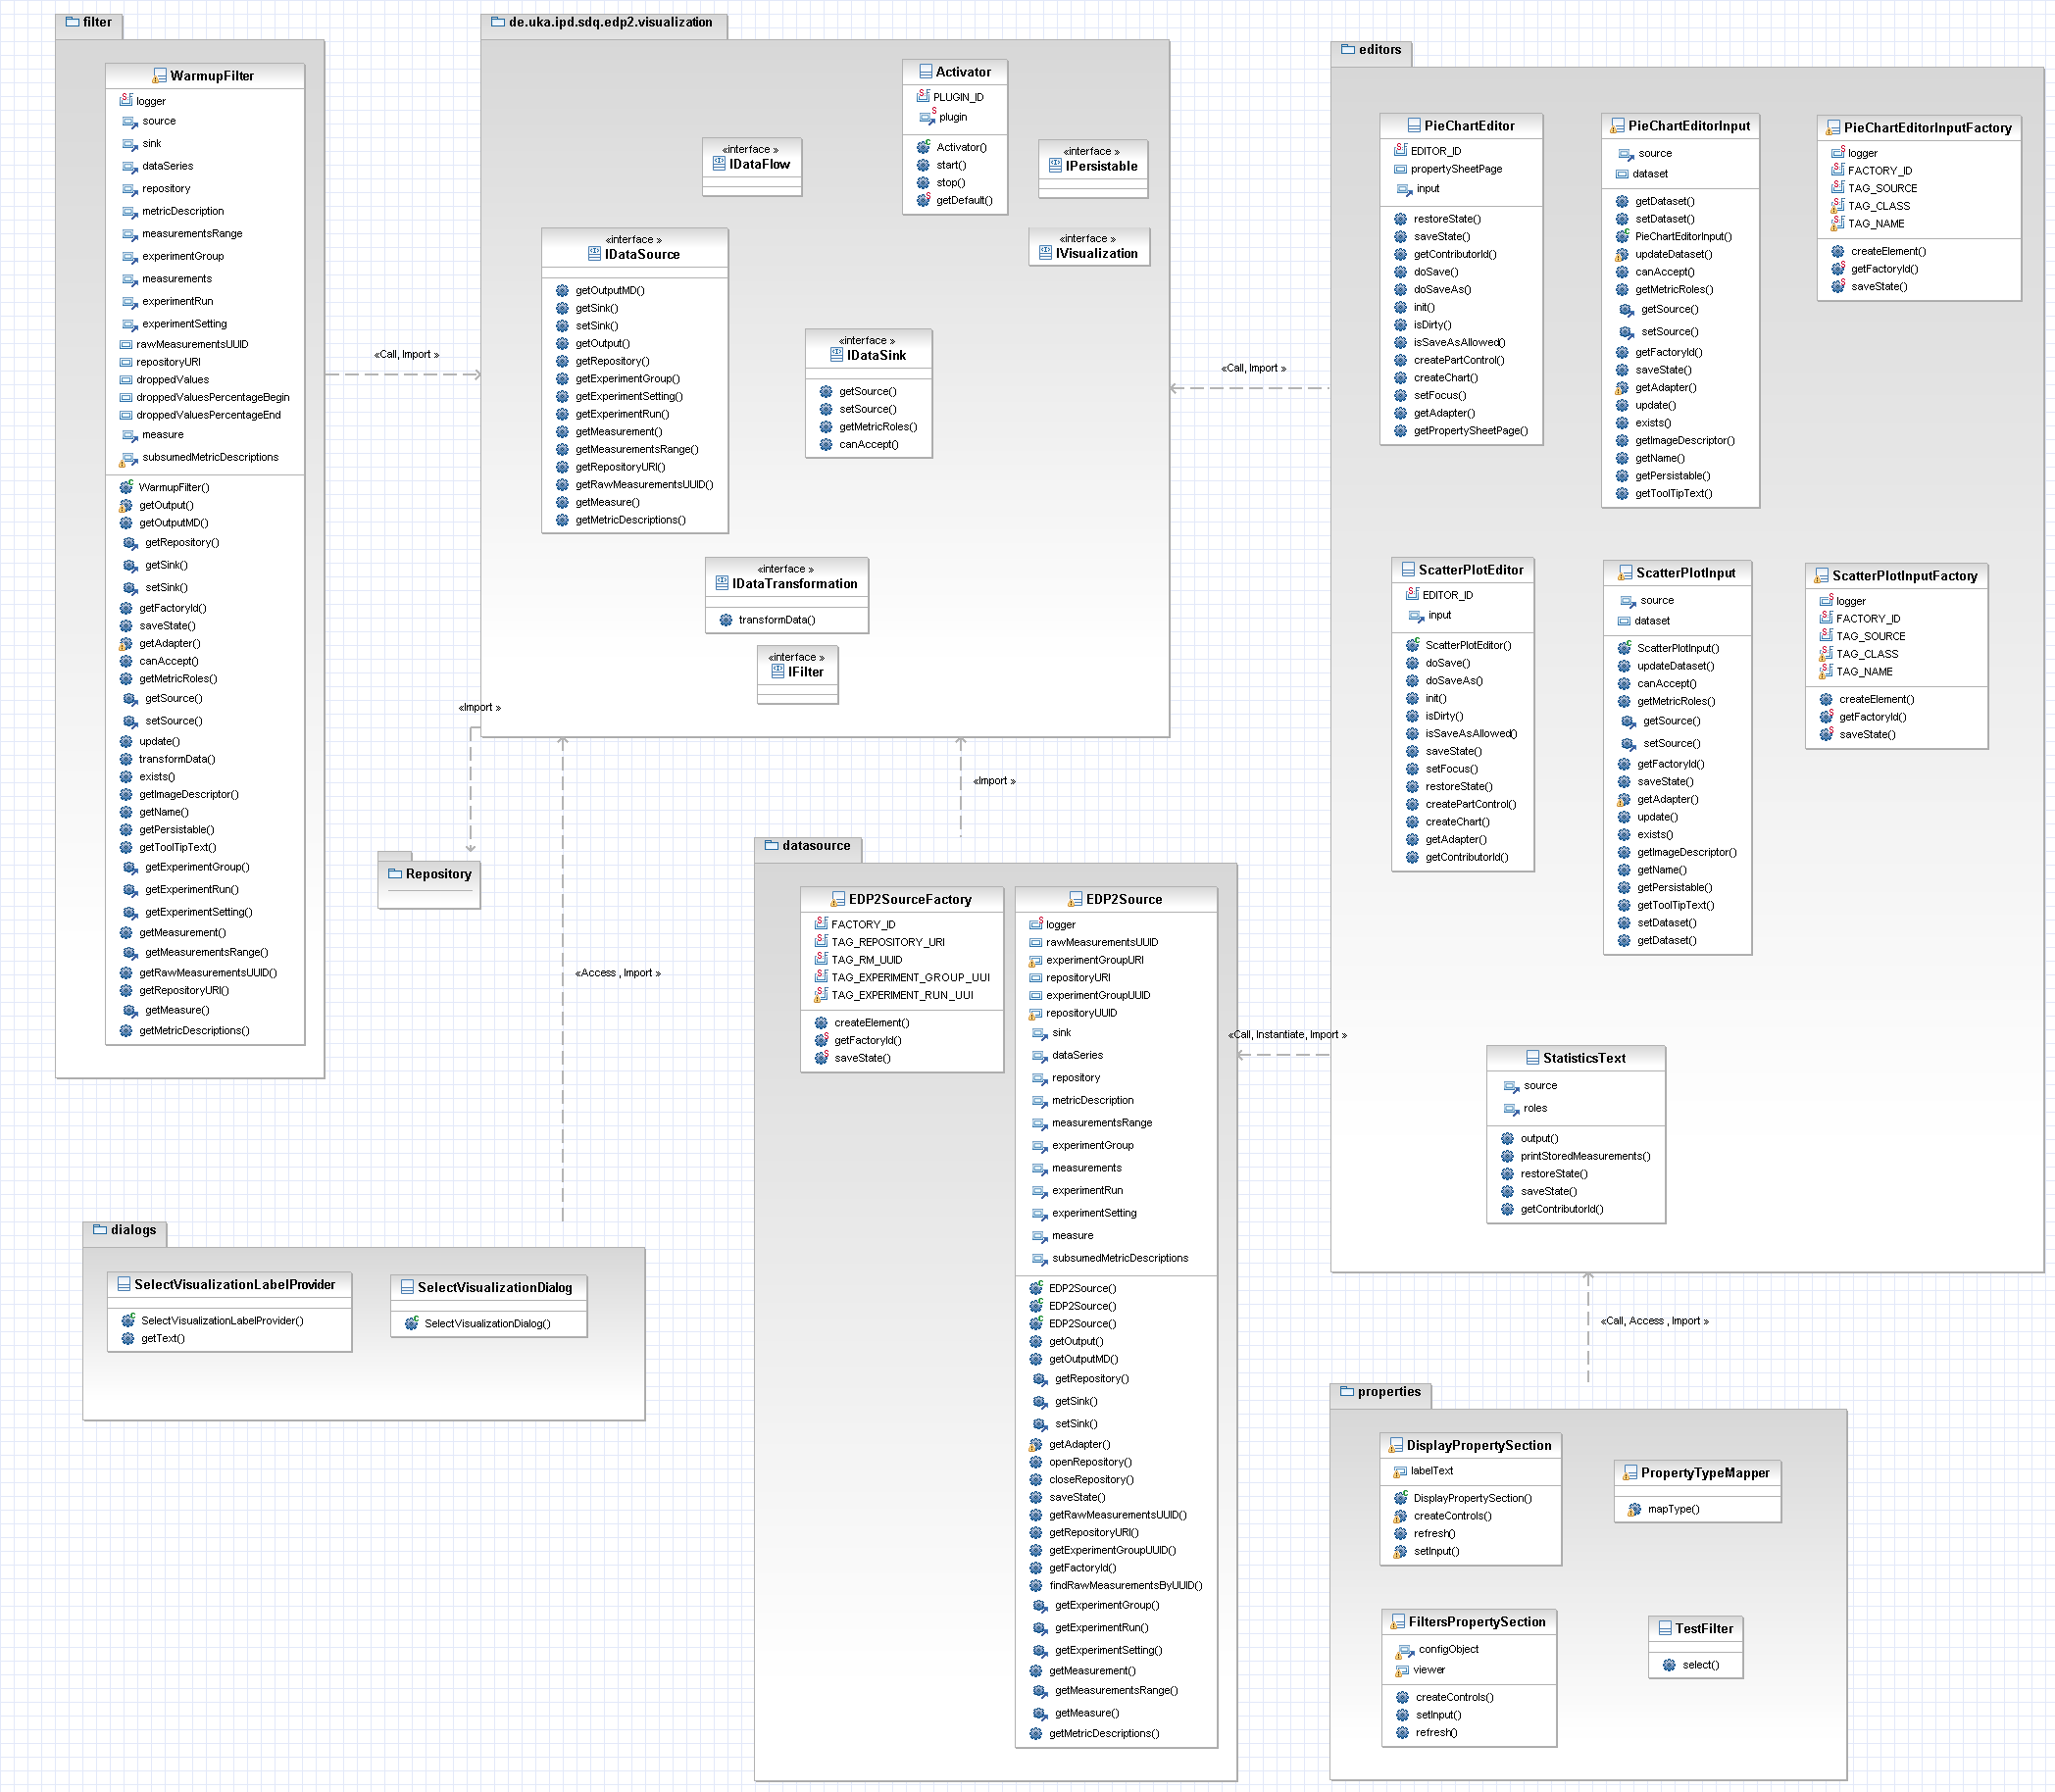 filter
WarmupFilter
logger
source
sink
dataSeries
repository
metricDescription
measurementsRange
experimentGroup
measurements
experimentRun
experimentSetting
rawMeasurementsUUID
repositoryURI
droppedValues
droppedValuesPercentageBegin
droppedValuesPercentageEnd
measure
subsumedMetricDescriptions
WarmupFilter()
getOutput()
getOutputMD()
getRepository()
getSink()
setSink()
getFactoryId()
saveState()
getAdapter()
canAccept()
getMetricRoles()
getSource()
setSource()
update()
transformData()
exists()
getImageDescriptor()
getName()
getPersistable()
getToolTipText()
getExperimentGroup()
getExperimentRun()
getExperimentSetting()
getMeasurement()
getMeasurementsRange()
getRawMeasurementsUUID()
getRepositoryURI()
getMeasure()
getMetricDescriptions()
«Call, Import »
de.uka.ipd.sdq.edp2.visualization
Activator
PLUGIN_ID
plugin
Activator()
start()
stop()
getDefault()
«interface »
IDataFlow
«interface »
IPersistable
«interface »
IVisualization
«interface »
IDataSource
getOutputMD()
getSink()
setSink()
getOutput()
getRepository()
getExperimentGroup()
getExperimentSetting()
getExperimentRun()
getMeasurement()
getMeasurementsRange()
getRepositoryURI()
getRawMeasurementsUUID()
getMeasure()
getMetricDescriptions()
«interface »
IDataSink
getSource()
setSource()
getMetricRoles()
canAccept()
«interface »
IDataTransformation
transformData()
«interface »
IFilter
«Call, Import »
«Import »
«Import »
Repository
«Access , Import »
editors
PieChartEditor
EDITOR_ID
propertySheetPage
input
restoreState()
saveState()
getContributorId()
doSave()
doSaveAs()
init()
isDirty()
isSaveAsAllowed()
createPartControl()
createChart()
setFocus()
getAdapter()
getPropertySheetPage()
PieChartEditorInput
source
dataset
getDataset()
setDataset()
PieChartEditorInput()
updateDataset()
canAccept()
getMetricRoles()
getSource()
setSource()
getFactoryId()
saveState()
getAdapter()
update()
exists()
getImageDescriptor()
getName()
getPersistable()
getToolTipText()
PieChartEditorInputFactory
logger
FACTORY_ID
TAG_SOURCE
TAG_CLASS
TAG_NAME
createElement()
getFactoryId()
saveState()
ScatterPlotEditor
EDITOR_ID
input
ScatterPlotEditor()
doSave()
doSaveAs()
init()
isDirty()
isSaveAsAllowed()
saveState()
setFocus()
restoreState()
createPartControl()
createChart()
getAdapter()
getContributorId()
ScatterPlotInput
source
dataset
ScatterPlotInput()
updateDataset()
canAccept()
getMetricRoles()
getSource()
setSource()
getFactoryId()
saveState()
getAdapter()
update()
exists()
getImageDescriptor()
getName()
getPersistable()
getToolTipText()
setDataset()
getDataset()
ScatterPlotInputFactory
logger
FACTORY_ID
TAG_SOURCE
TAG_CLASS
TAG_NAME
createElement()
getFactoryId()
saveState()
StatisticsText
source
roles
output()
printStoredMeasurements()
restoreState()
saveState()
getContributorId()
datasource
EDP2SourceFactory
FACTORY_ID
TAG_REPOSITORY_URI
TAG_RM_UUID
TAG_EXPERIMENT_GROUP_UUI
TAG_EXPERIMENT_RUN_UUI
createElement()
getFactoryId()
saveState()
EDP2Source
logger
rawMeasurementsUUID
experimentGroupURI
repositoryURI
experimentGroupUUID
repositoryUUID
sink
dataSeries
repository
metricDescription
measurementsRange
experimentGroup
measurements
experimentRun
experimentSetting
measure
subsumedMetricDescriptions
EDP2Source()
EDP2Source()
EDP2Source()
getOutput()
getOutputMD()
getRepository()
getSink()
setSink()
getAdapter()
openRepository()
closeRepository()
saveState()
getRawMeasurementsUUID()
getRepositoryURI()
getExperimentGroupUUID()
getFactoryId()
findRawMeasurementsByUUID()
getExperimentGroup()
getExperimentRun()
getExperimentSetting()
getMeasurement()
getMeasurementsRange()
getMeasure()
getMetricDescriptions()
«Call, Instantiate, Import »
dialogs
SelectVisualizationLabelProvider
SelectVisualizationLabelProvider()
getText()
SelectVisualizationDialog
SelectVisualizationDialog()
«Call, Access , Import »
properties
DisplayPropertySection
labelText
DisplayPropertySection()
createControls()
refresh()
setInput()
PropertyTypeMapper
mapType()
FiltersPropertySection
configObject
viewer
createControls()
setInput()
refresh()
TestFilter
select()